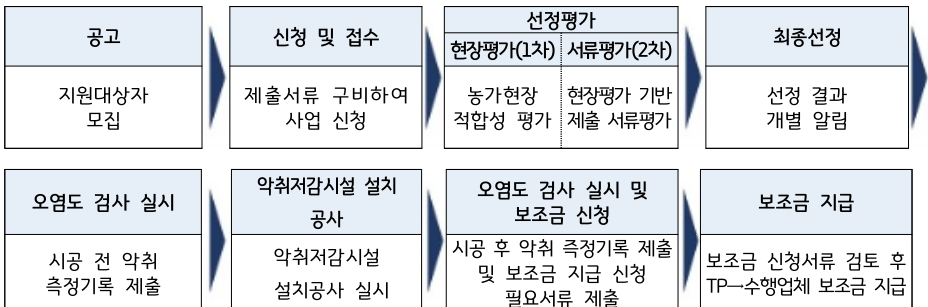 공고
지원대상자
모집
신청 및 접수
제출서류 구비하여
사업 신청
선정평가
현장평가(1차)
서류평가(2차)
농가현장
적합성 평가
현장평가 기반
제출 서류평가
최종선정
선정 결과
개별 알림
오염도 검사 실시
시공 전 악취
측정기록 제출
악취저감시설 설치
공사
악취저감시설
설치공사 실시
오염도 검사 실시 및
보조금 신청
시공 후 악취 측정기록 제출
및 보조금 지급 신청
필요서류 제출
보조금 지급
보조금 신청서류 검토 후
TP→수행업체 보조금 지급